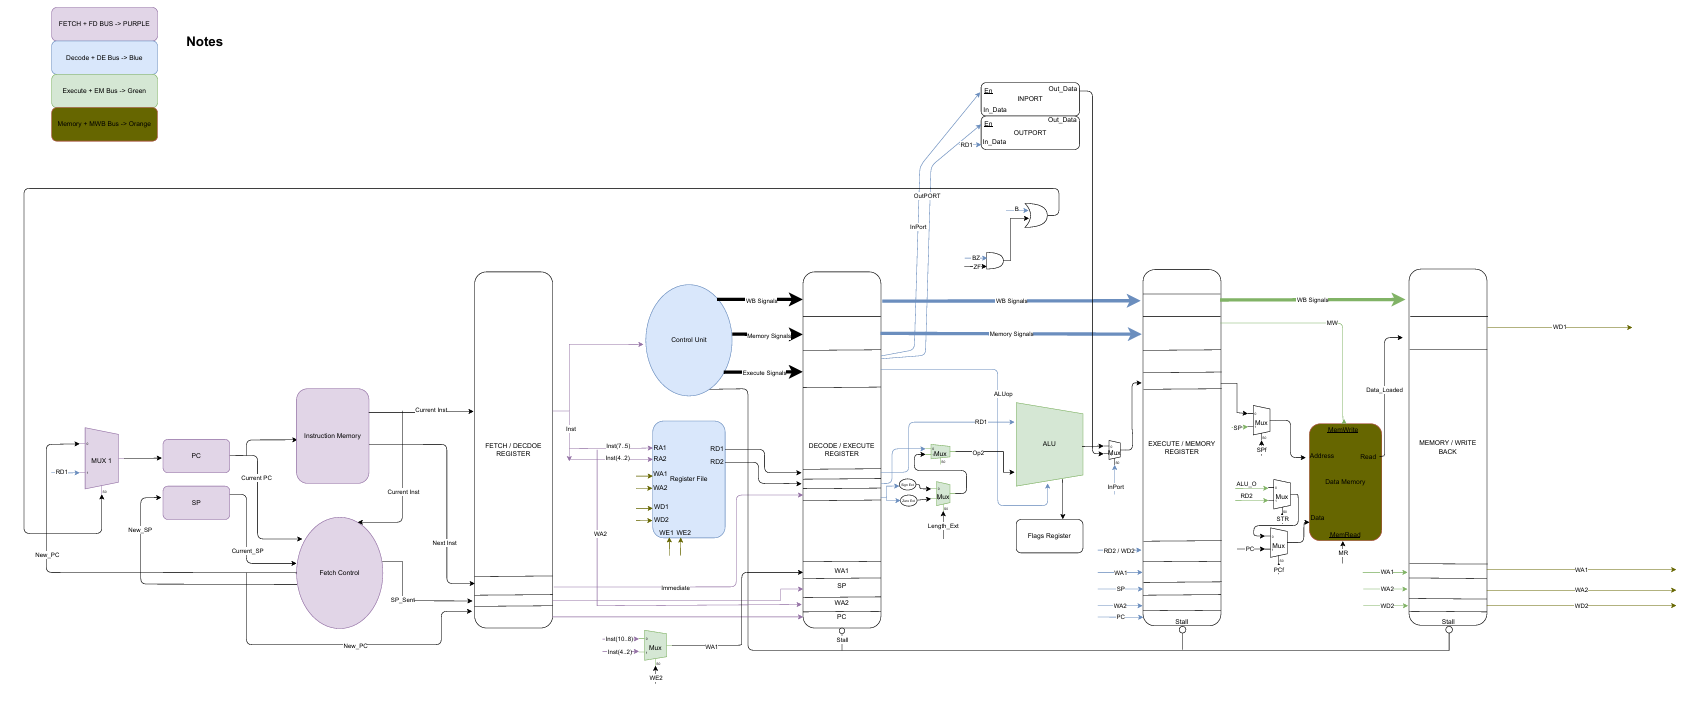 FETCH + FD BUS -> PURPLE
Notes
Decode + DE Bus -> Blue
Execute + EM Bus -> Green
Memory + MWB Bus -> Orange
En
Out_Data
INPORT
In_Data
En
Out_Data
OUTPORT
RD1
In_Data
OutPORT
B
InPort
BZ
ZF
WB Signals
WB Signals
WB Signals
Control Unit
Memory Signals
Memory Signals
MW
WD1
Execute Signals
ALUop
Data_Loaded
Current Inst
Inst
RD1
SP
Instruction Memory
MemWrite
FETCH / DECDOE
REGISTER
Inst(7..5)
RA1
RD1
DECODE / EXECUTE
REGISTER
ALU
EXECUTE / MEMORY
REGISTER
MEMORY / WRITE
BACK
Inst(4..2)
RA2
RD2
Mux
Op2
Mux
Mux
SPf
Address
Read
MUX 1
PC
RD1
WA1
Register File
Current PC
WA2
Data Memory
Current Inst
InPort
ALU_O
RD2
Mux
SP
WD1
Mux
WD2
STR
Data
New_SP
WA2
WE1
WE2
Length_Ext
Flags Register
MemRead
Next Inst
Current_SP
New_PC
RD2 / WD2
PC
Mux
MR
PCf
Fetch Control
WA1
WA1
WA1
WA1
Immediate
SP
SP
WA2
WA2
SP_Sent
WA2
WA2
WD2
WD2
PC
PC
Stall
Stall
Stall
New_PC
Inst(10..8)
Inst(4..2)
Mux
WA1
WE2